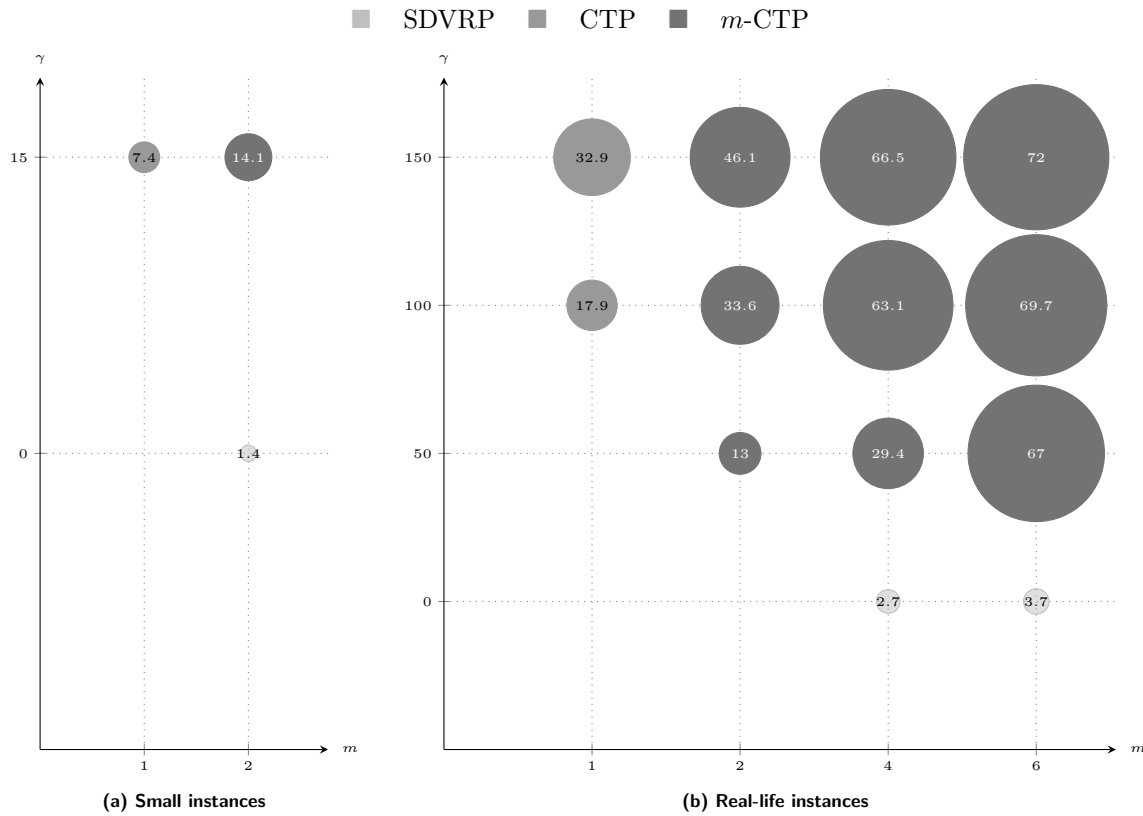 SDVRP CTP m-CTP
γ γ
15 7.4 14.1
150 32.9 46.1 66.5 72
100 17.9 33.6 63.1 69.7
0 1.4
50 13 29.4 67
0 2.7 3.7
m m
1 2
1 2 4 6
(a) Small instances
(b) Real-life instances